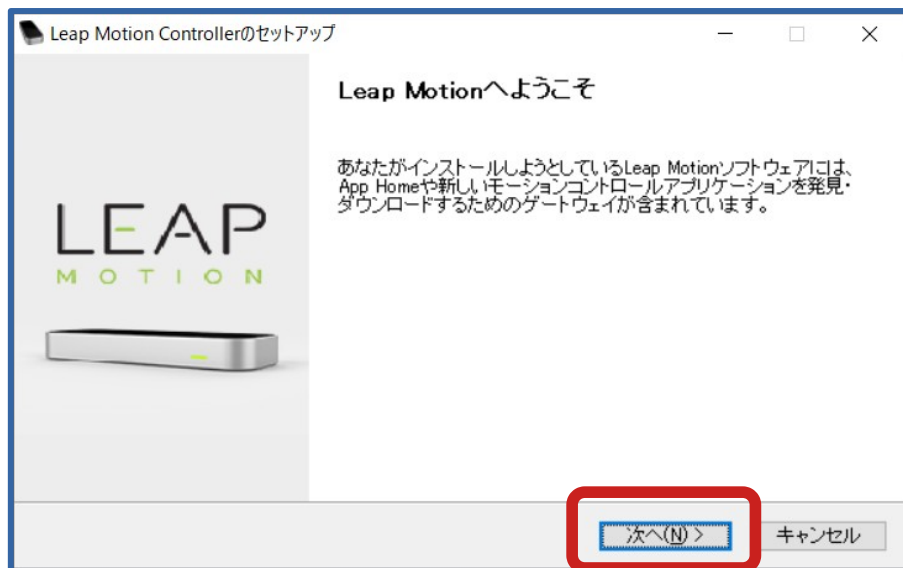 Leap Motion Controllerのセットアップ
Leap Motionへようこそ
あなたがインストールしようとしているLeap Motionソフトウェアには、
App Homeや新しいモーションコントロールアプリケーションを発見・
ダウンロードするためのゲートウェイが含まれています。
LEAP
MOTION
次へ(N) >
キャンセル